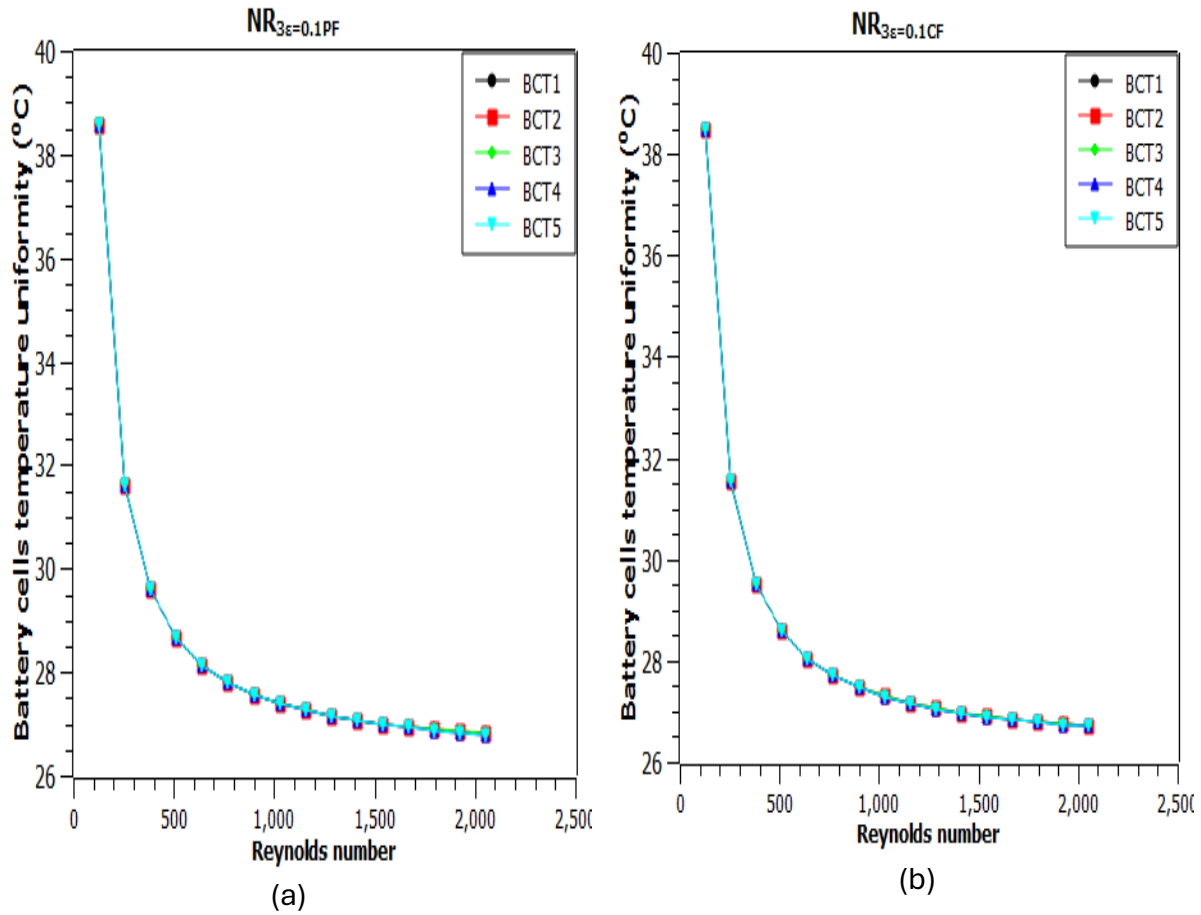 NR3ε=0.1PF
Battery cells temperature uniformity (°C)
40
38
36
34
32
30
28
26
0
500
1,000
1,500
2,000
2,500
Reynolds number
BCT1
BCT2
BCT3
BCT4
BCT5
(a)
NR3ε=0.1CF
Battery cells temperature uniformity (°C)
40
38
36
34
32
30
28
26
0
500
1,000
1,500
2,000
2,500
Reynolds number
BCT1
BCT2
BCT3
BCT4
BCT5
(b)